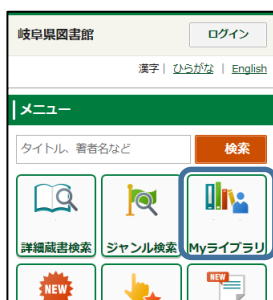 岐阜県図書館 ログイン
漢字 | ひらがな | English
メニュー
タイトル、著者名など 検索
詳細蔵書検索 ジャンル検索 Myライブラリ
NEW NEW